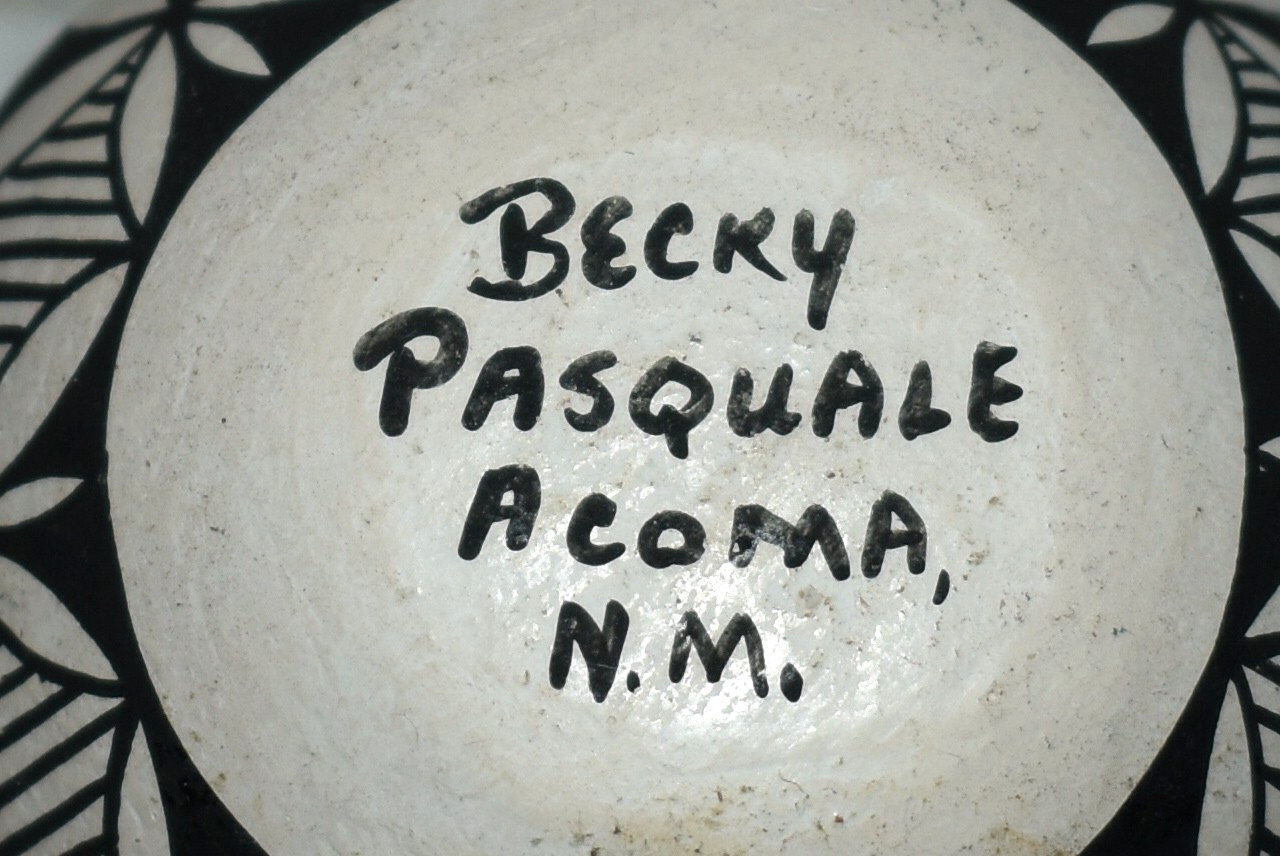 BECKY
PASQUALE
ACOMA,
N.M.